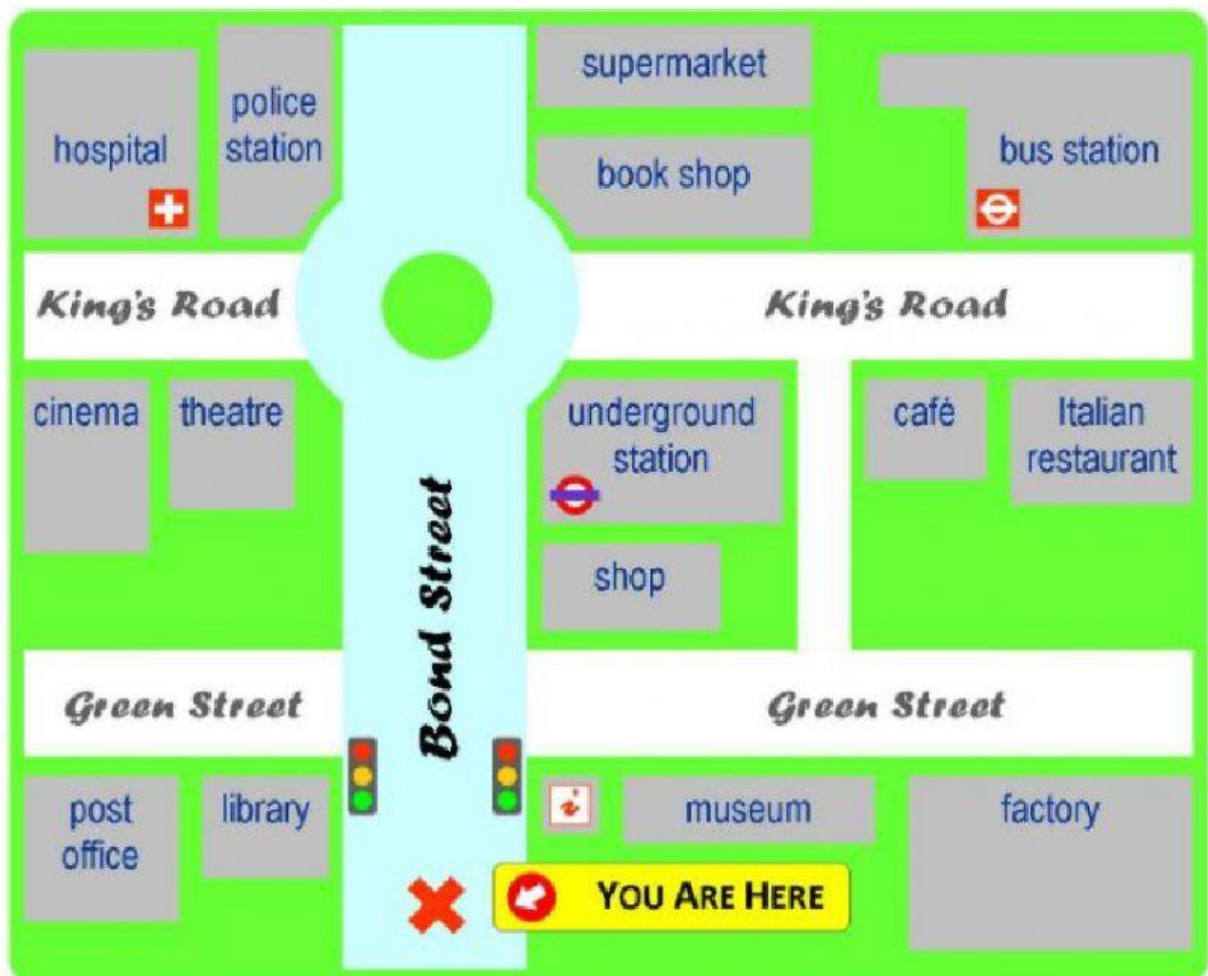 supermarket
police
station
hospital
book shop
bus station
King's Road
King's Road
cinema
theatre
underground
station
café
Italian
restaurant
shop
Bond Street
Green Street
Green Street
post
office
library
i
museum
factory
YOU ARE HERE